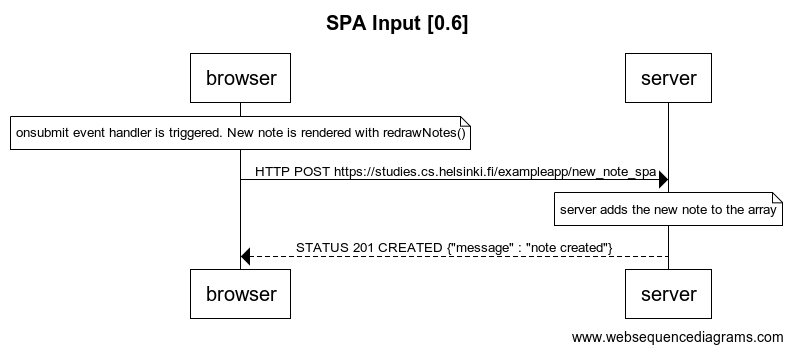 SPA Input [0.6]
browser
server
onsubmit event handler is triggered. New note is rendered with redrawNotes()
HTTP POST https://studies.cs.helsinki.fi/exampleapp/new_note_spa
server adds the new note to the array
STATUS 201 CREATED {"message" : "note created"}
browser
server
www.websequencediagrams.com